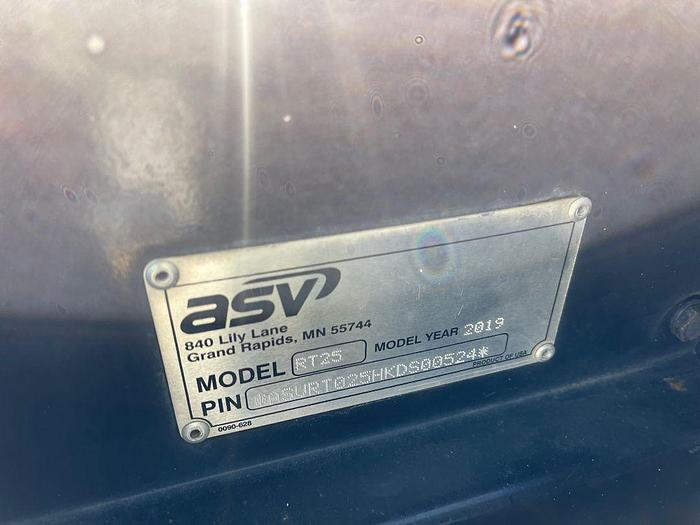 asv
840 Lily Lane
Grand Rapids, MN 55744
MODEL RT25 MODEL YEAR 2019
PIN
PRODUCT OF USA
0090-628